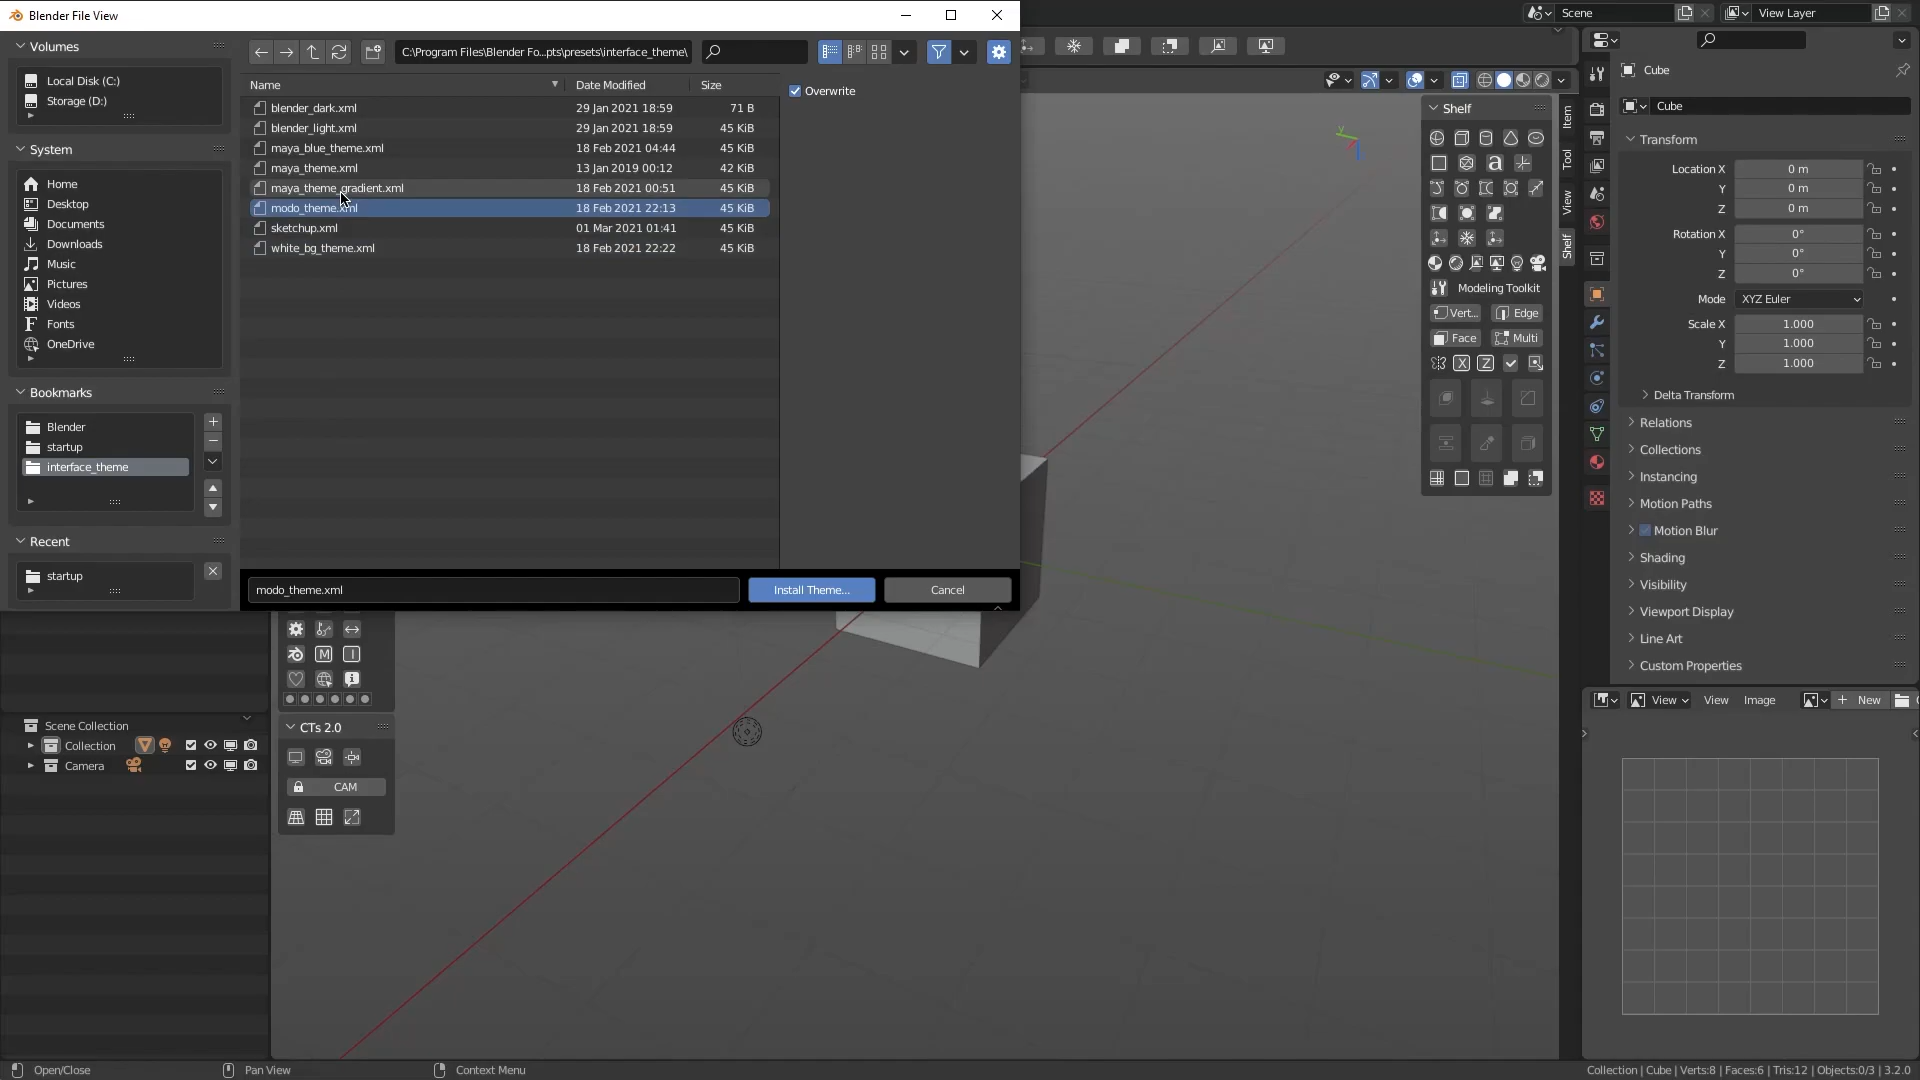 Blender File View
Volumes
Local Disk (C:)
Storage (D:)
System
Home
Desktop
Documents
Downloads
Music
Pictures
Videos
Fonts
OneDrive
Bookmarks
Blender
startup
interface_theme
Recent
startup
C:\Program Files\Blender Fo...pts\presets\interface_theme\
Name Date Modified Size
blender_dark.xml 29 Jan 2021 18:59 71 B
blender_light.xml 29 Jan 2021 18:59 45 KiB
maya_blue_theme.xml 18 Feb 2021 04:44 45 KiB
maya_theme.xml 13 Jan 2019 00:12 42 KiB
maya_theme_gradient.xml 18 Feb 2021 00:51 45 KiB
modo_theme.xml 18 Feb 2021 22:13 45 KiB
sketchup.xml 01 Mar 2021 01:41 45 KiB
white_bg_theme.xml 18 Feb 2021 22:22 45 KiB
Overwrite
modo_theme.xml
Install Theme...
Cancel
M I
CTs 2.0
CAM
Scene Collection
Collection
Camera
y
Shelf
a
Modeling Toolkit
Vert... Edge
Face Multi
X Z
Item
Tool
View
Shelf
Scene
View Layer
Cube
Cube
Transform
Location X 0 m
Y 0 m
Z 0 m
Rotation X 0°
Y 0°
Z 0°
Mode XYZ Euler
Scale X 1.000
Y 1.000
Z 1.000
Delta Transform
Relations
Collections
Instancing
Motion Paths
Motion Blur
Shading
Visibility
Viewport Display
Line Art
Custom Properties
View View Image New
Open/Close
Pan View
Context Menu
Collection | Cube | Verts:8 | Faces:6 | Tris:12 | Objects:0/3 | 3.2.0